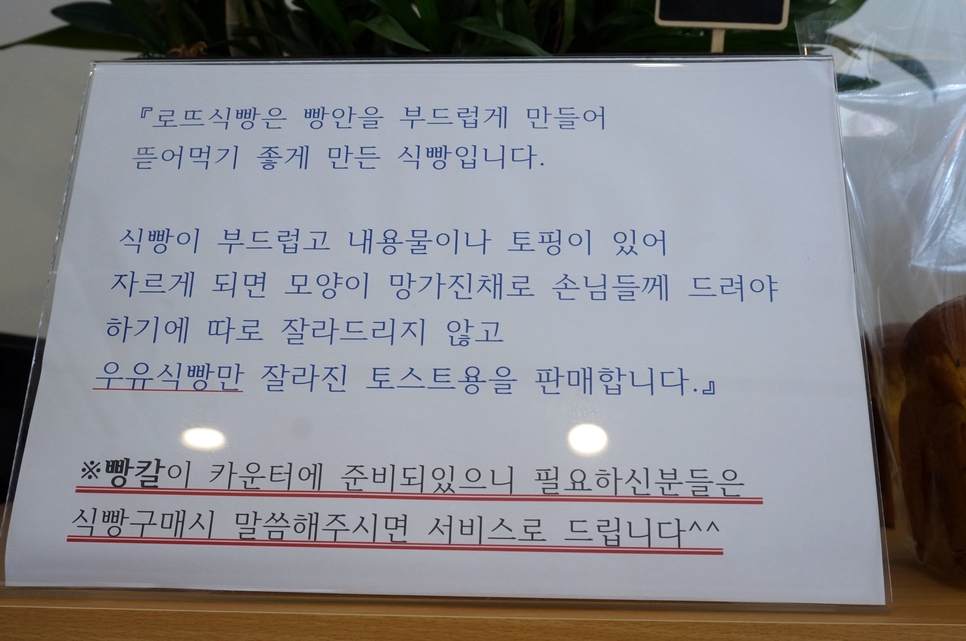 『로뜨식빵은 빵안을 부드럽게 만들어
뜯어먹기 좋게 만든 식빵입니다.
식빵이 부드럽고 내용물이나 토핑이 있어
자르게 되면 모양이 망가진채로 손님들께 드려야
하기에 따로 잘라드리지 않고
우유식빵만 잘라진 토스트용을 판매합니다.』
※빵칼이 카운터에 준비되있으니 필요하신분들은
식빵구매시 말씀해주시면 서비스로 드립니다^^